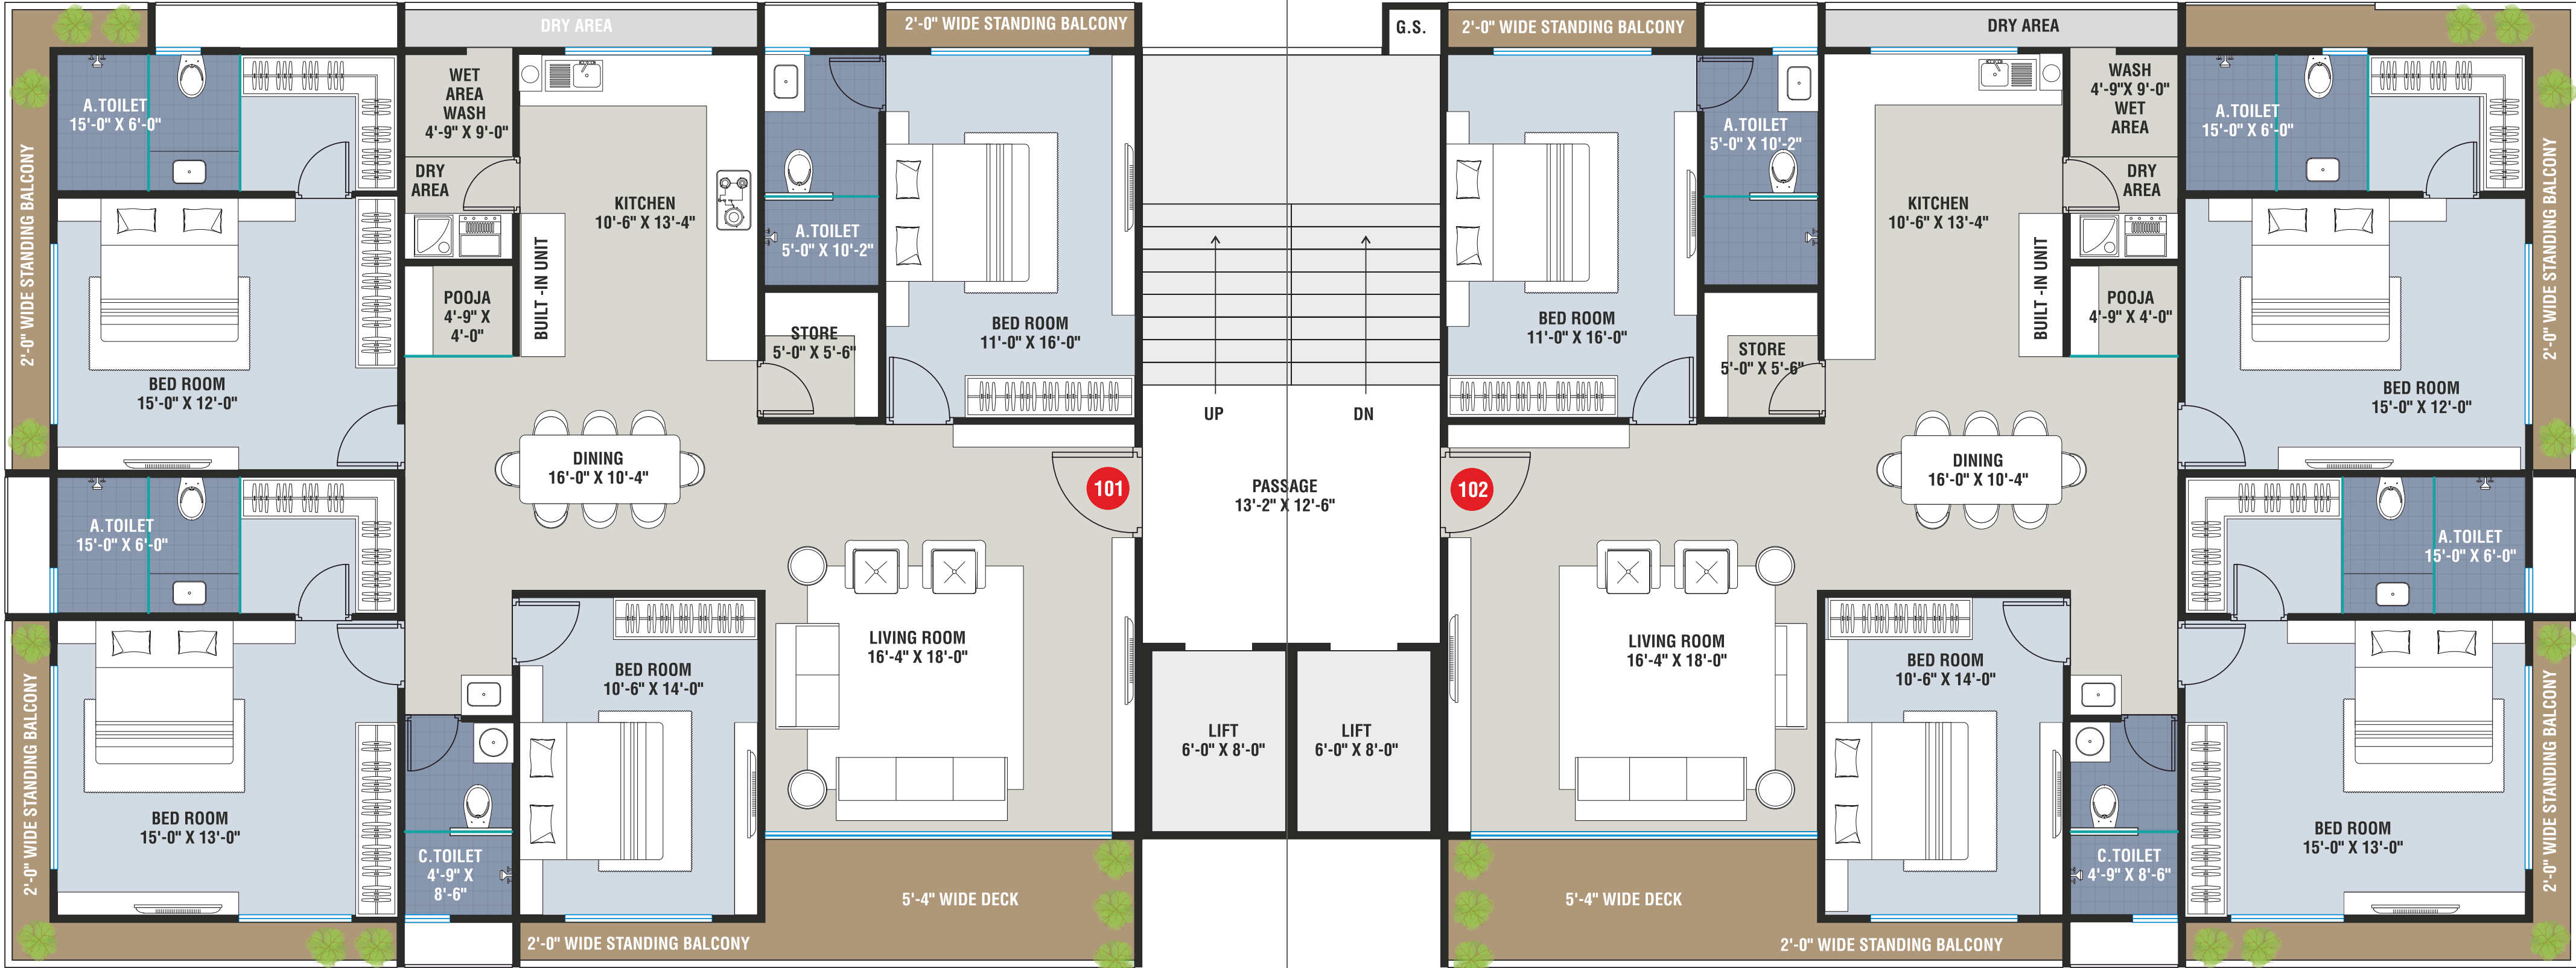 DRY AREA
2'-0" WIDE STANDING BALCONY
G.S.
2'-0" WIDE STANDING BALCONY
DRY AREA
A.TOILET
15'-0" X 6'-0"
WET
AREA
WASH
4'-9" X 9'-0"
DRY
AREA
KITCHEN
10'-6" X 13'-4"
A.TOILET
5'-0" X 10'-2"
2'-0" WIDE STANDING BALCONY
BED ROOM
15'-0" X 12'-0"
POOJA
4'-9" X
4'-0"
BUILT -IN UNIT
STORE
5'-0" X 5'-6"
BED ROOM
11'-0" X 16'-0"
UP
DN
BED ROOM
11'-0" X 16'-0"
A.TOILET
5'-0" X 10'-2"
STORE
5'-0" X 5'-6"
KITCHEN
10'-6" X 13'-4"
BUILT -IN UNIT
WASH
4'-9"X 9'-0"
WET
AREA
DRY
AREA
POOJA
4'-9" X 4'-0"
A.TOILET
15'-0" X 6'-0"
BED ROOM
15'-0" X 12'-0"
2'-0" WIDE STANDING BALCONY
DINING
16'-0" X 10'-4"
101
PASSAGE
13'-2" X 12'-6"
102
DINING
16'-0" X 10'-4"
A.TOILET
15'-0" X 6'-0"
A.TOILET
15'-0" X 6'-0"
LIVING ROOM
16'-4" X 18'-0"
LIVING ROOM
16'-4" X 18'-0"
BED ROOM
10'-6" X 14'-0"
BED ROOM
10'-6" X 14'-0"
LIFT
6'-0" X 8'-0"
LIFT
6'-0" X 8'-0"
2'-0" WIDE STANDING BALCONY
BED ROOM
15'-0" X 13'-0"
C.TOILET
4'-9" X
8'-6"
C.TOILET
4'-9" X 8'-6"
BED ROOM
15'-0" X 13'-0"
2'-0" WIDE STANDING BALCONY
5'-4" WIDE DECK
5'-4" WIDE DECK
2'-0" WIDE STANDING BALCONY
2'-0" WIDE STANDING BALCONY